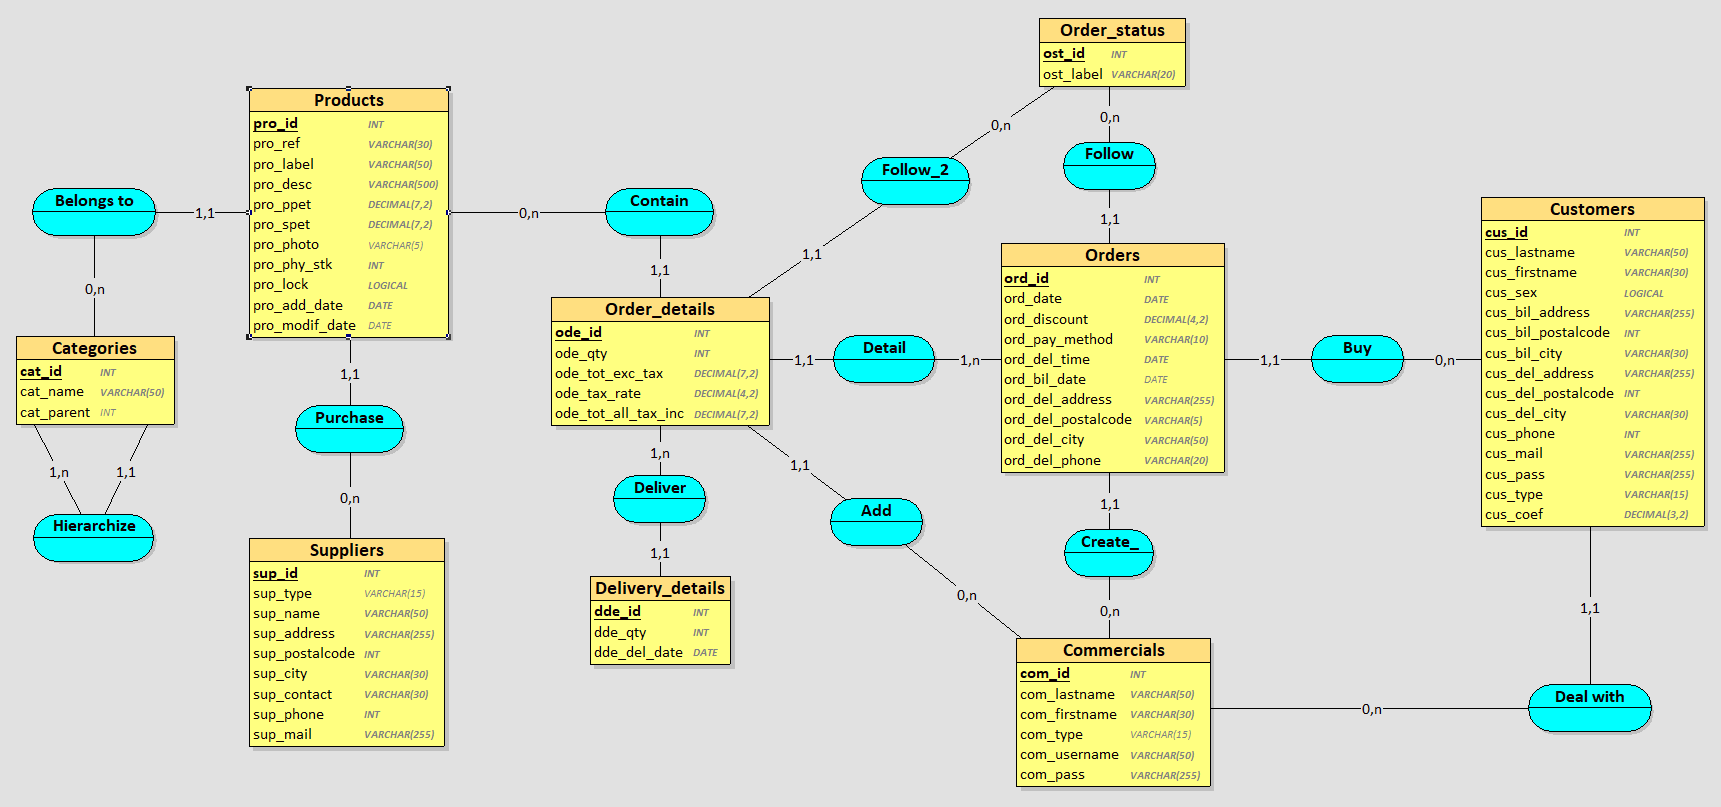 Order_status
ost_id INT
ost_label VARCHAR(20)
Products
pro_id INT
pro_ref VARCHAR(30)
pro_label VARCHAR(50)
pro_desc VARCHAR(500)
pro_ppet DECIMAL(7,2)
pro_spet DECIMAL(7,2)
pro_photo VARCHAR(5)
pro_phy_stk INT
pro_lock LOGICAL
pro_add_date DATE
pro_modif_date DATE
0,n
0,n
Follow
Follow_2
Belongs to
1,1
0,n
Contain
1,1
1,1
1,1
0,n
Customers
cus_id INT
cus_lastname VARCHAR(50)
cus_firstname VARCHAR(30)
cus_sex LOGICAL
cus_bil_address VARCHAR(255)
cus_bil_postalcode INT
cus_bil_city VARCHAR(30)
cus_del_address VARCHAR(255)
cus_del_postalcode INT
cus_del_city VARCHAR(30)
cus_phone INT
cus_mail VARCHAR(255)
cus_pass VARCHAR(255)
cus_type VARCHAR(15)
cus_coef DECIMAL(3,2)
Orders
ord_id INT
ord_date DATE
ord_discount DECIMAL(4,2)
ord_pay_method VARCHAR(10)
ord_del_time DATE
ord_bil_date DATE
ord_del_address VARCHAR(255)
ord_del_postalcode VARCHAR(5)
ord_del_city VARCHAR(50)
ord_del_phone VARCHAR(20)
Order_details
ode_id INT
ode_qty INT
ode_tot_exc_tax DECIMAL(7,2)
ode_tax_rate DECIMAL(4,2)
ode_tot_all_tax_inc DECIMAL(7,2)
Categories
cat_id INT
cat_name VARCHAR(50)
cat_parent INT
1,1
Detail
1,n
1,1
Buy
0,n
1,1
Purchase
1,n
1,1
1,n
1,1
Deliver
0,n
1,1
Add
Hierarchize
Create_
1,1
Suppliers
sup_id INT
sup_type VARCHAR(15)
sup_name VARCHAR(50)
sup_address VARCHAR(255)
sup_postalcode INT
sup_city VARCHAR(30)
sup_contact VARCHAR(30)
sup_phone INT
sup_mail VARCHAR(255)
Delivery_details
dde_id INT
dde_qty INT
dde_del_date DATE
0,n
0,n
1,1
Commercials
com_id INT
com_lastname VARCHAR(50)
com_firstname VARCHAR(30)
com_type VARCHAR(15)
com_username VARCHAR(50)
com_pass VARCHAR(255)
0,n
Deal with